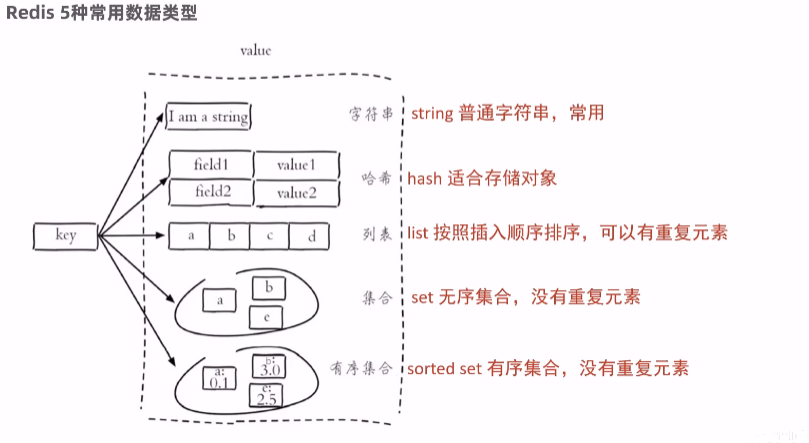 Redis 5种常用数据类型
value
I am a string
字符串
string 普通字符串，常用
field1
value1
field2
value2
哈希
hash 适合存储对象
key
a
b
c
d
列表
list 按照插入顺序排序，可以有重复元素
a
b
e
集合
set 无序集合，没有重复元素
a:
0.1
b:
3.0
c:
2.5
有序集合
sorted set 有序集合，没有重复元素